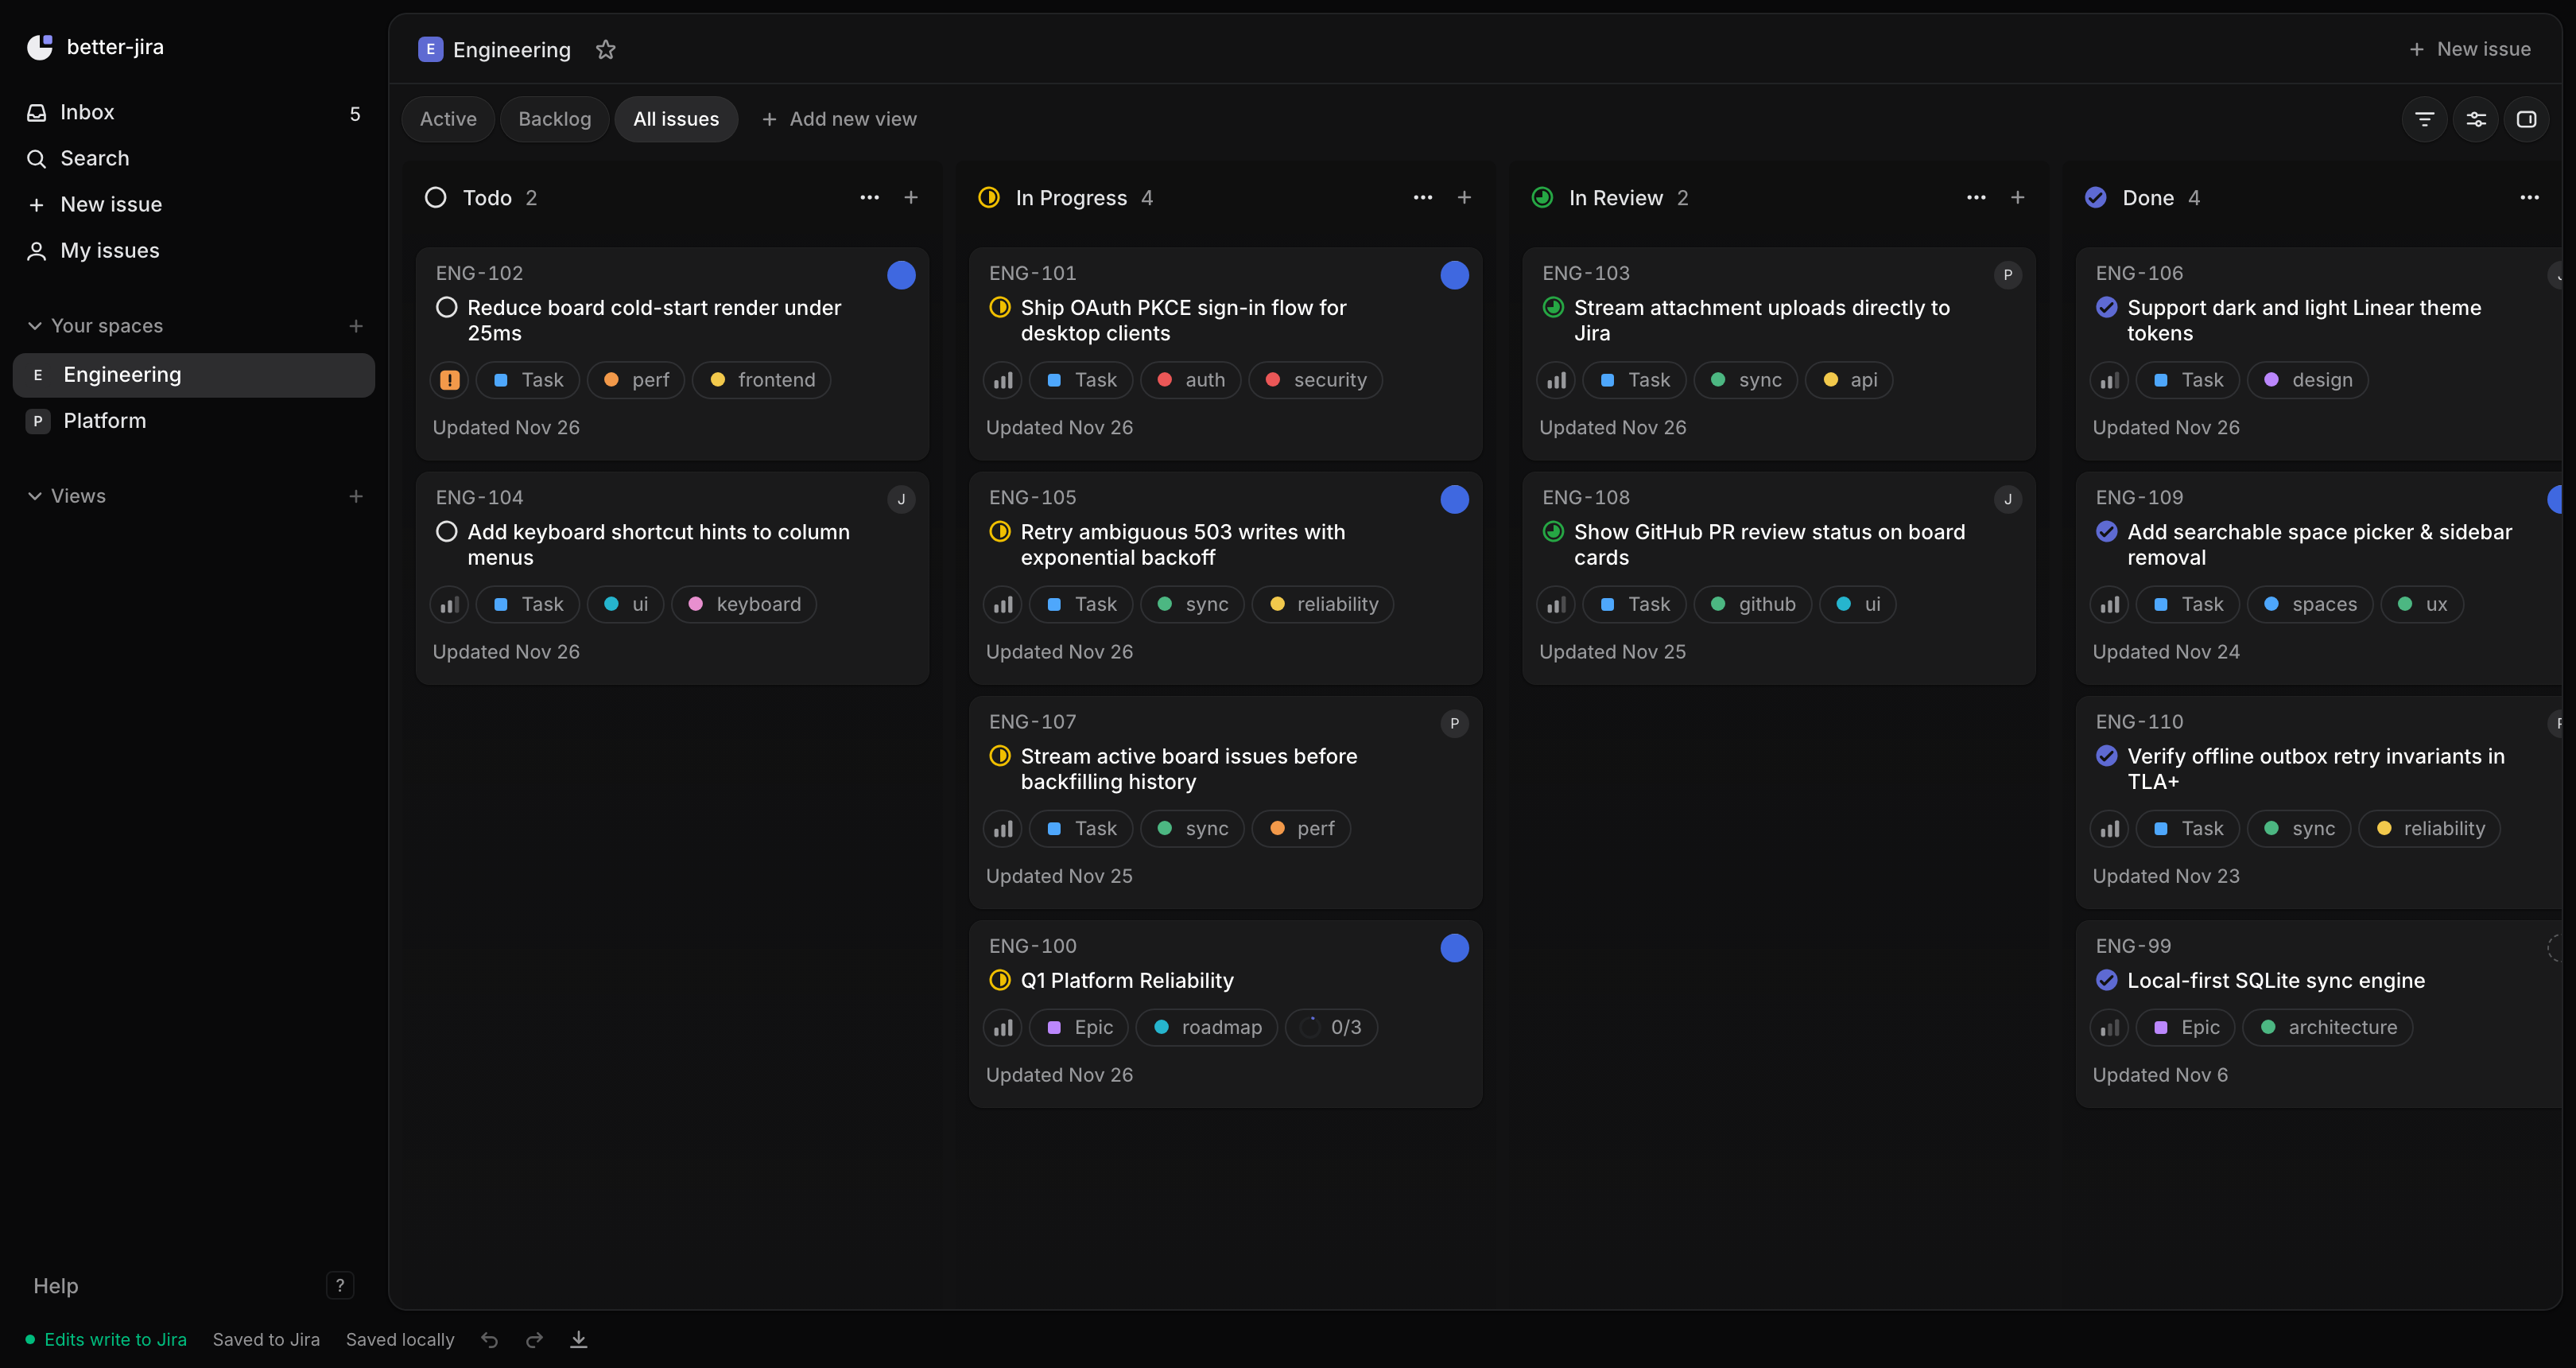 better-jira
Inbox 5
Search
New issue
My issues
Your spaces
E Engineering
P Platform
Views
Help ?
E Engineering
New issue
Active Backlog All issues Add new view
Todo 2
ENG-102
Reduce board cold-start render under
25ms
Task perf frontend
Updated Nov 26
ENG-104 J
Add keyboard shortcut hints to column
menus
Task ui keyboard
Updated Nov 26
In Progress 4
ENG-101
Ship OAuth PKCE sign-in flow for
desktop clients
Task auth security
Updated Nov 26
ENG-105
Retry ambiguous 503 writes with
exponential backoff
Task sync reliability
Updated Nov 26
ENG-107 P
Stream active board issues before
backfilling history
Task sync perf
Updated Nov 25
ENG-100
Q1 Platform Reliability
Epic roadmap 0/3
Updated Nov 26
In Review 2
ENG-103 P
Stream attachment uploads directly to
Jira
Task sync api
Updated Nov 26
ENG-108 J
Show GitHub PR review status on board
cards
Task github ui
Updated Nov 25
Done 4
ENG-106
Support dark and light Linear theme
tokens
Task design
Updated Nov 26
ENG-109
Add searchable space picker & sidebar
removal
Task spaces ux
Updated Nov 24
ENG-110
Verify offline outbox retry invariants in
TLA+
Task sync reliability
Updated Nov 23
ENG-99
Local-first SQLite sync engine
Epic architecture
Updated Nov 6
Edits write to Jira Saved to Jira Saved locally